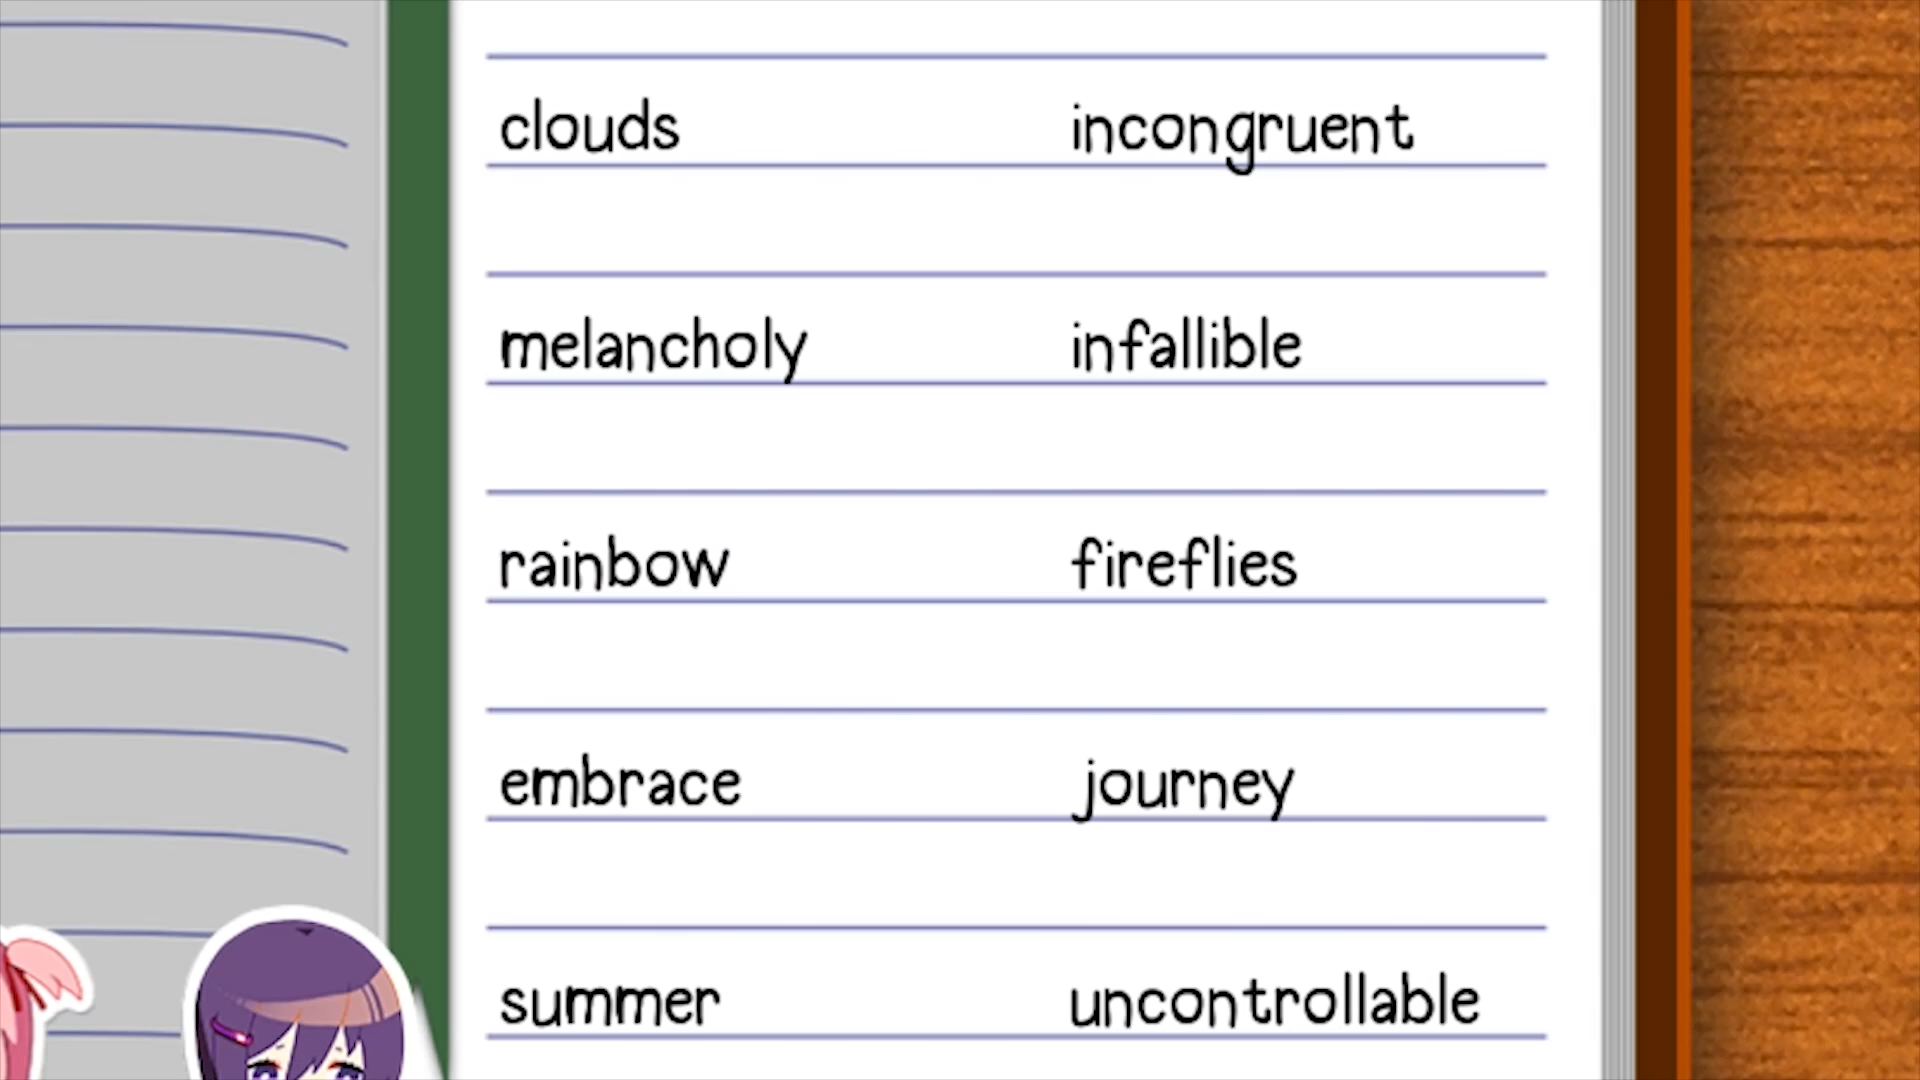 clouds incongruent
melancholy infallible
rainbow fireflies
embrace journey
summer uncontrollable